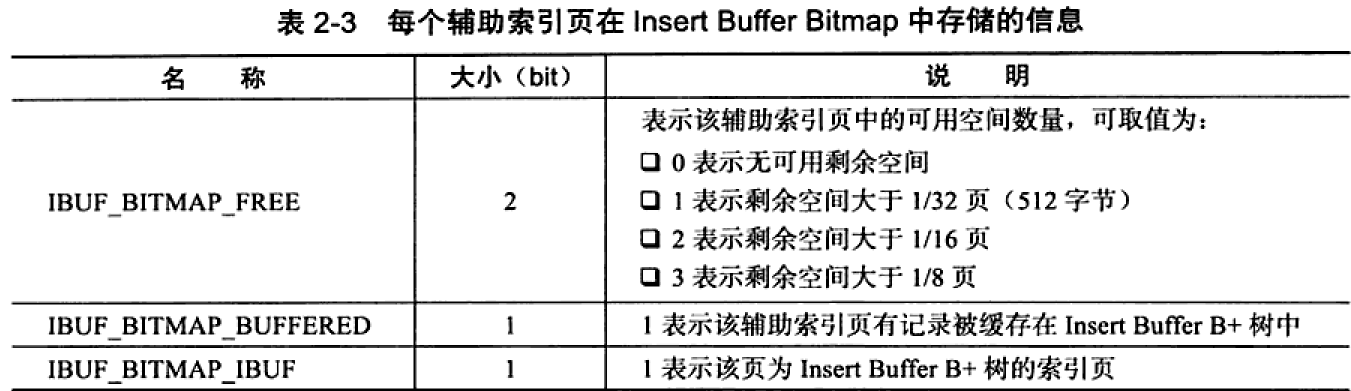 表 2-3 每个辅助索引页在 Insert Buffer Bitmap 中存储的信息
名 称 大小（bit） 说 明
表示该辅助索引页中的可用空间数量，可取值为：
❑ 0 表示无可用剩余空间
IBUF_BITMAP_FREE 2 ❑ 1 表示剩余空间大于 1/32 页（512 字节）
❑ 2 表示剩余空间大于 1/16 页
❑ 3 表示剩余空间大于 1/8 页
IBUF_BITMAP_BUFFERED 1 1 表示该辅助索引页有记录被缓存在 Insert Buffer B+ 树中
IBUF_BITMAP_IBUF 1 1 表示该页为 Insert Buffer B+ 树的索引页